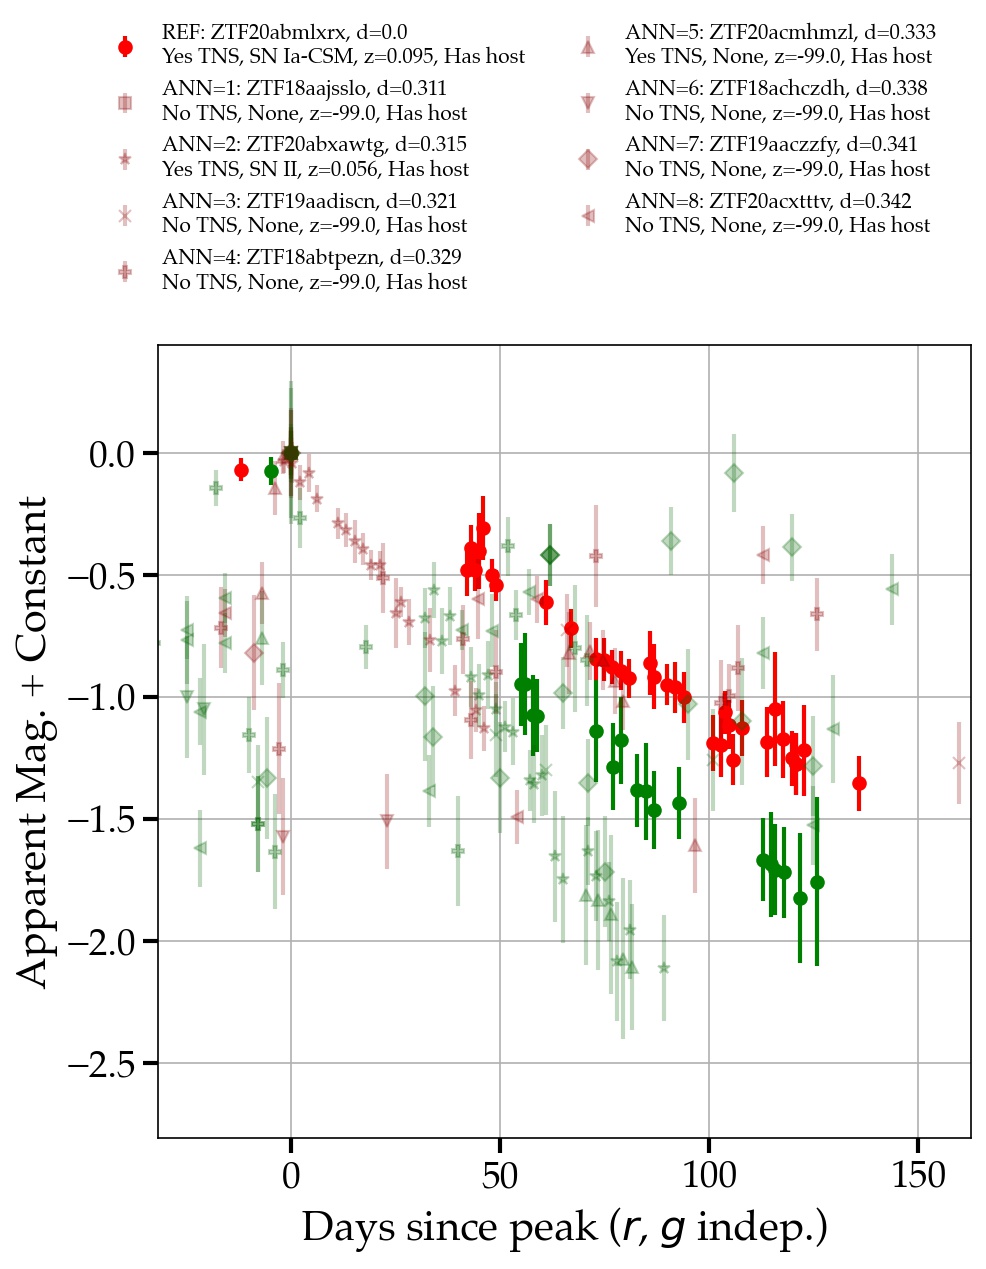 REF: ZTF20abmlxrx, d=0.0
Yes TNS, SN Ia-CSM, z=0.095, Has host
ANN=1: ZTF18aajsslo, d=0.311
No TNS, None, z=-99.0, Has host
ANN=2: ZTF20abxawtg, d=0.315
Yes TNS, SN II, z=0.056, Has host
ANN=3: ZTF19aadiscn, d=0.321
No TNS, None, z=-99.0, Has host
ANN=4: ZTF18abtpezn, d=0.329
No TNS, None, z=-99.0, Has host
ANN=5: ZTF20acmhmzl, d=0.333
Yes TNS, None, z=-99.0, Has host
ANN=6: ZTF18achczdh, d=0.338
No TNS, None, z=-99.0, Has host
ANN=7: ZTF19aaczzfy, d=0.341
No TNS, None, z=-99.0, Has host
ANN=8: ZTF20acxtttv, d=0.342
No TNS, None, z=-99.0, Has host
Apparent Mag. + Constant
0.0
−0.5
−1.0
−1.5
−2.0
−2.5
0 50 100 150
Days since peak (r, g indep.)